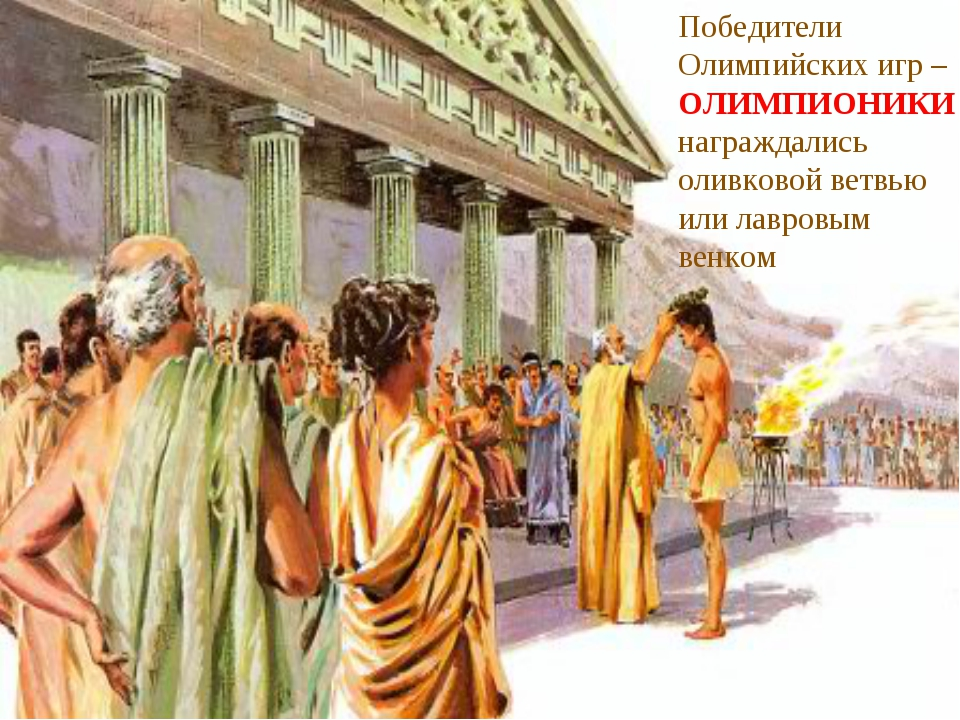 Победители
Олимпийских игр –
ОЛИМПИОНИКИ
награждались
оливковой ветвью
или лавровым
венком